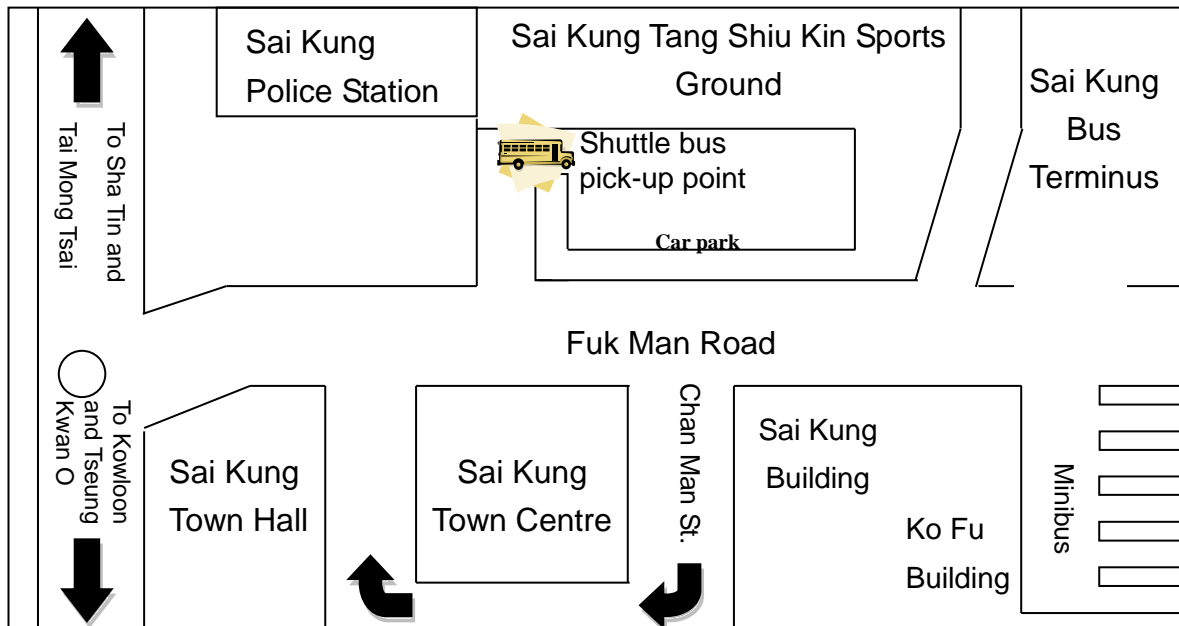 Sai Kung
Police Station
Sai Kung Tang Shiu Kin Sports
Ground
Sai Kung
Bus
Terminus
To Sha Tin and
Tai Mong Tsai
Shuttle bus
pick-up point
Car park
Fuk Man Road
To Kowloon
and Tseung
Kwan O
Sai Kung
Town Hall
Sai Kung
Town Centre
Chan Man St.
Sai Kung
Building
Ko Fu
Building
Minibus